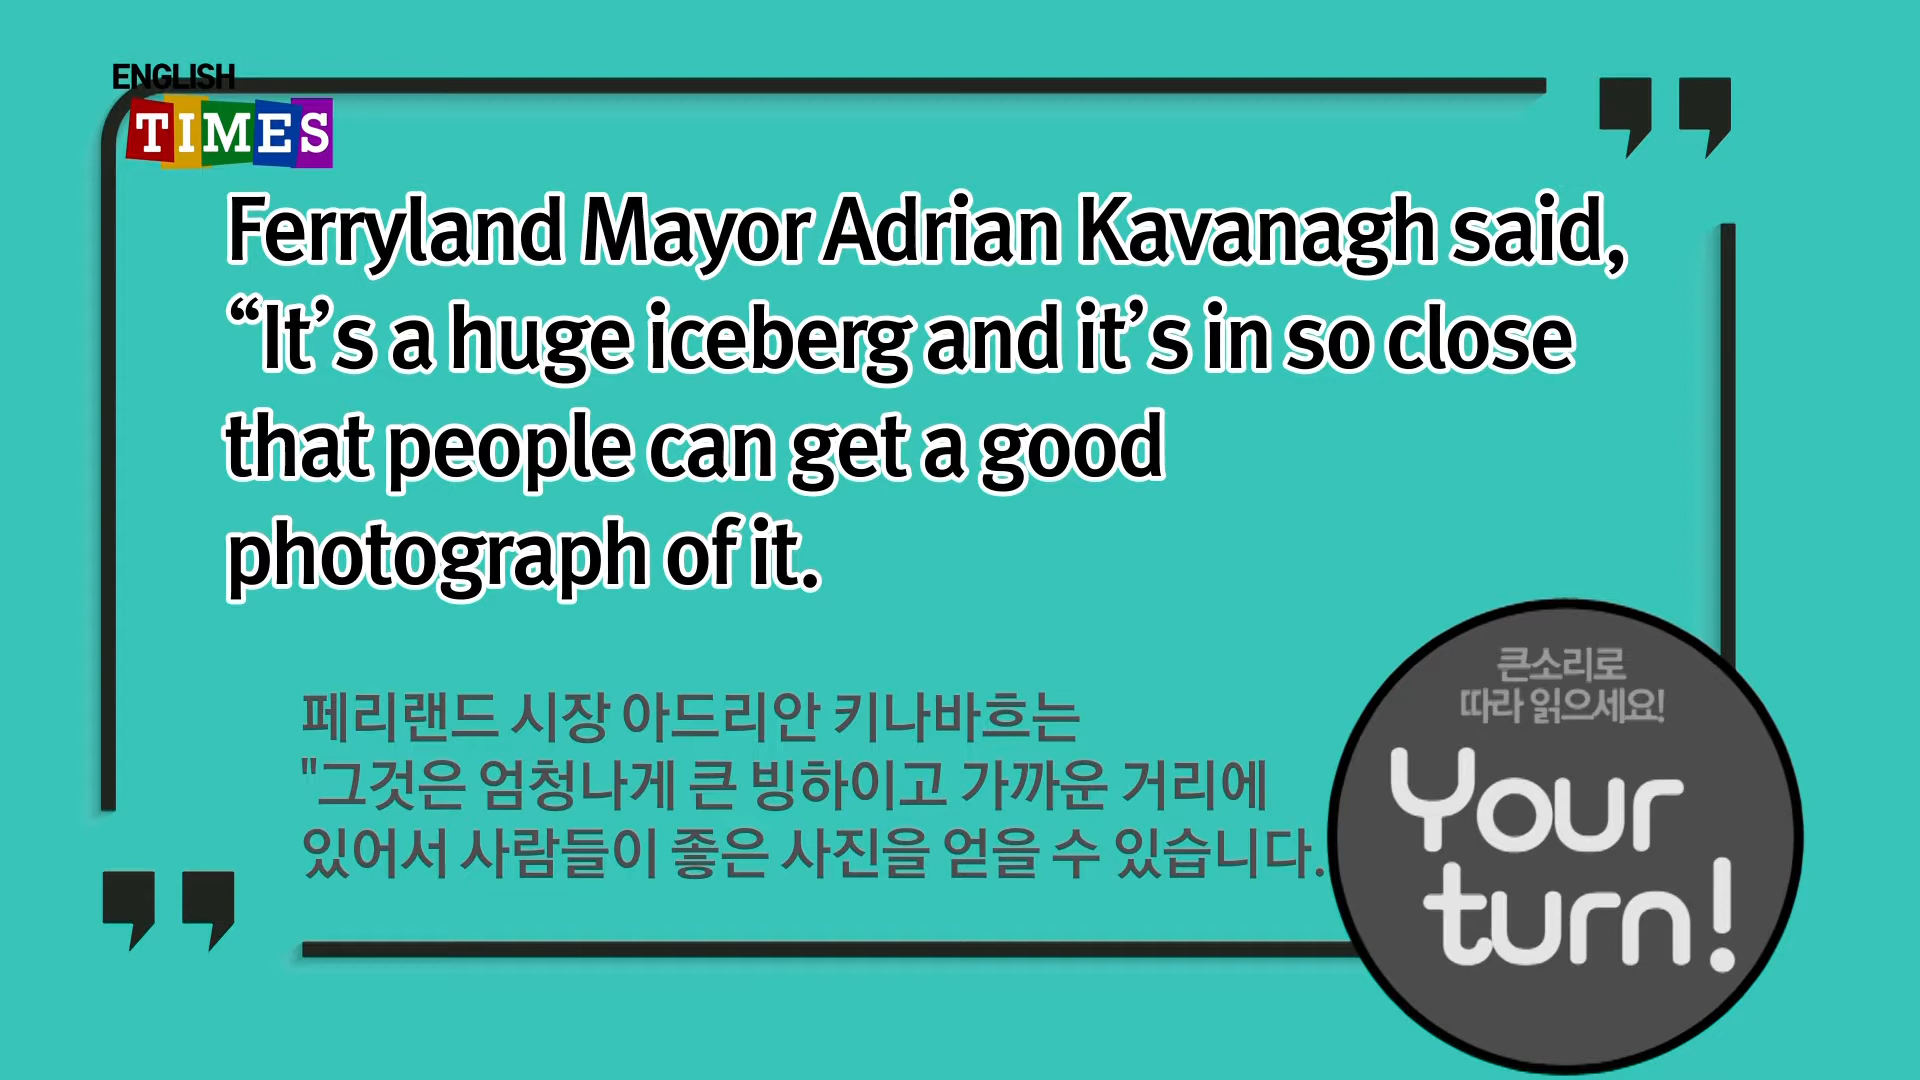 ENGLISH
TIMES
Ferryland Mayor Adrian Kavanagh said,
“It’s a huge iceberg and it’s in so close
that people can get a good
photograph of it.
페리랜드 시장 아드리안 키나바흐는
"그것은 엄청나게 큰 빙하이고 가까운 거리에
있어서 사람들이 좋은 사진을 얻을 수 있습니다.
큰소리로
따라 읽으세요!
Your
turn!